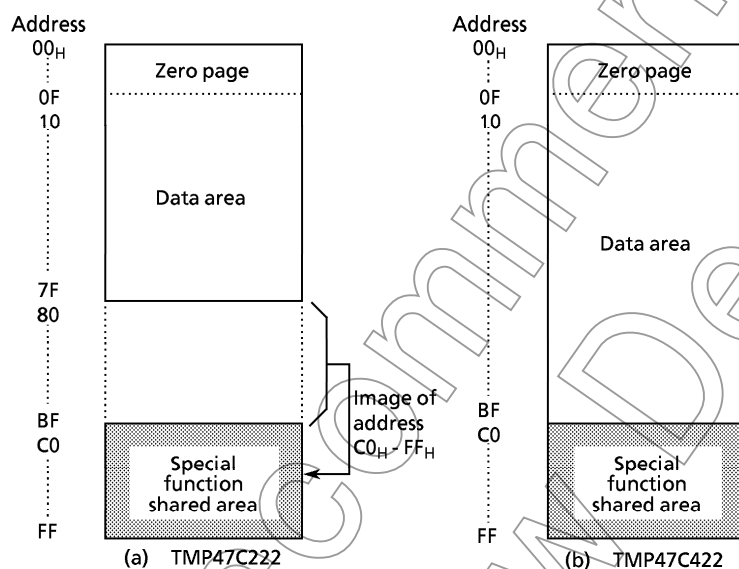 Address
00H
Zero page
0F
10
Data area
7F
80
BF
C0
Image of
address
C0H - FFH
Special
function
shared area
FF
(a) TMP47C222
Address
00H
Zero page
0F
10
Data area
BF
C0
Special
function
shared area
FF
(b) TMP47C422